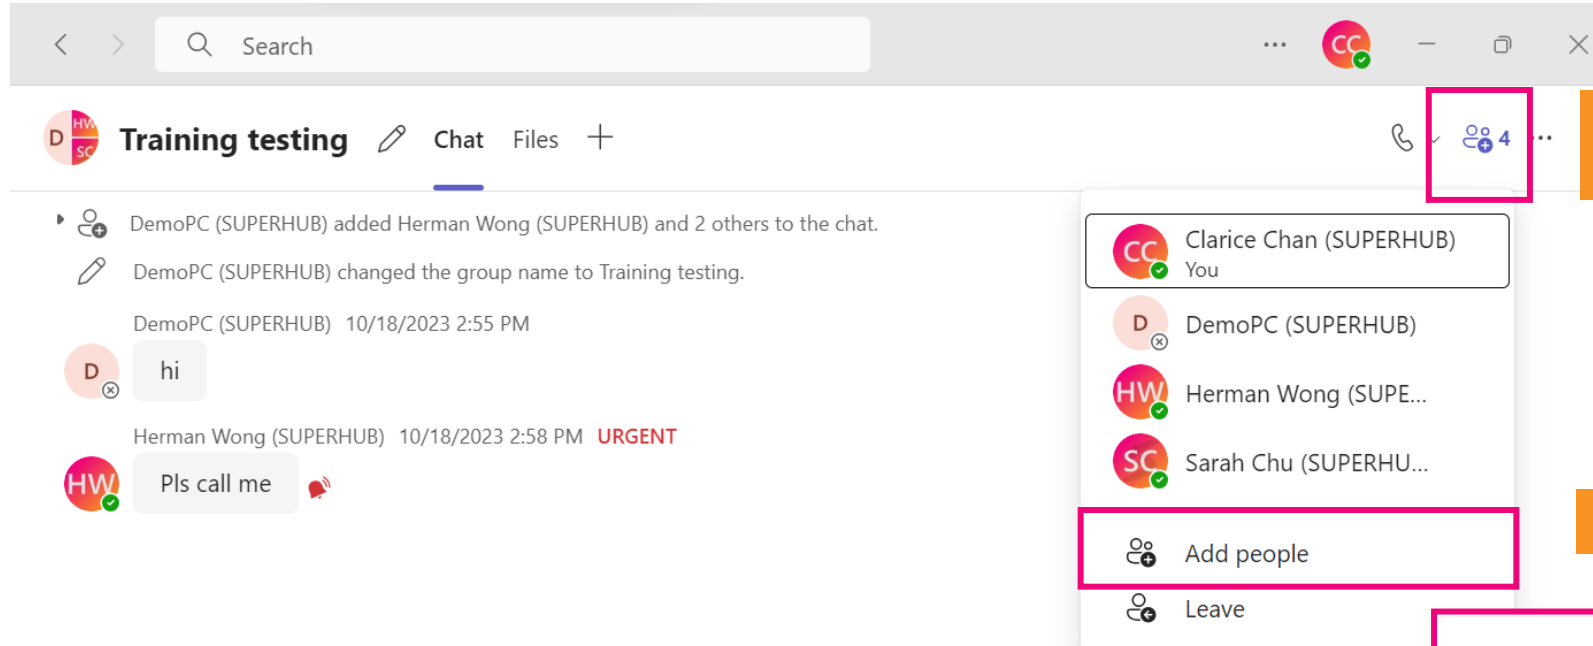 Search
CC
D HW SC
Training testing
Chat
Files
4
DemoPC (SUPERHUB) added Herman Wong (SUPERHUB) and 2 others to the chat.
DemoPC (SUPERHUB) changed the group name to Training testing.
DemoPC (SUPERHUB) 10/18/2023 2:55 PM
D
hi
Herman Wong (SUPERHUB) 10/18/2023 2:58 PM URGENT
HW
Pls call me
CC
Clarice Chan (SUPERHUB)
You
D
DemoPC (SUPERHUB)
HW
Herman Wong (SUPE...
SC
Sarah Chu (SUPERHU...
Add people
Leave